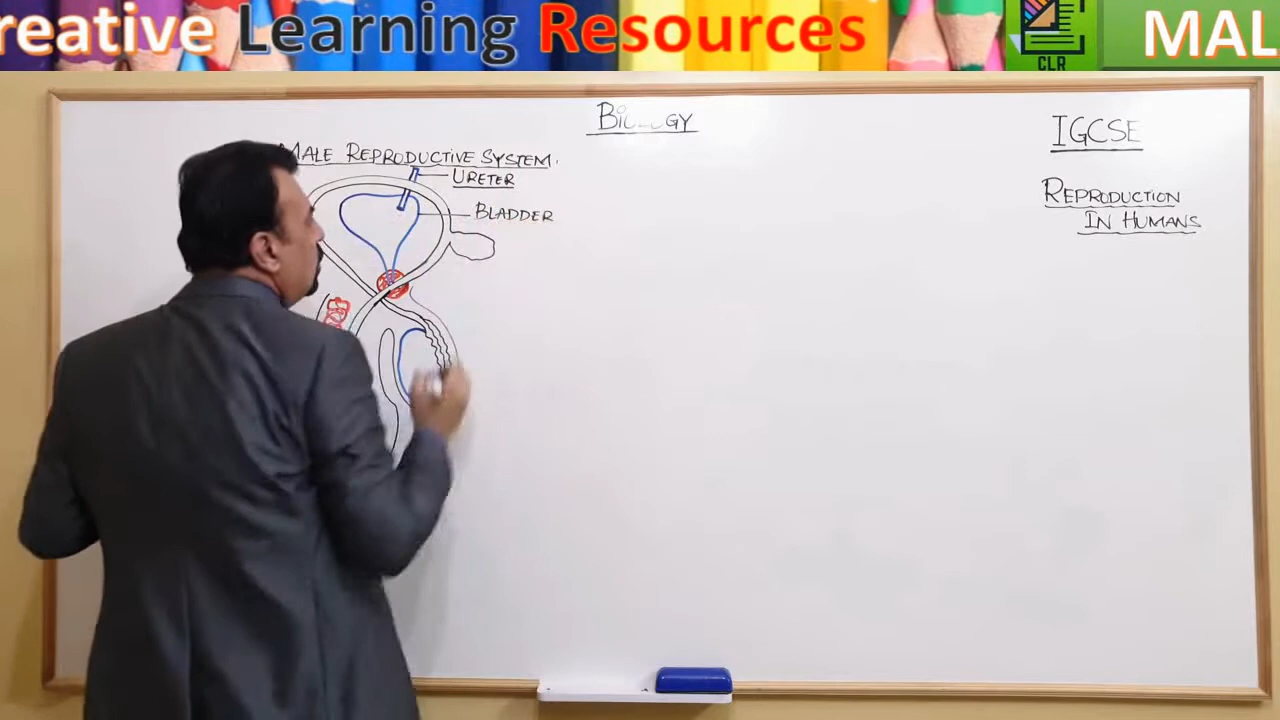 reative Learning Resources
CLR
MAL
BIOLOGY
IGCSE
MALE REPRODUCTIVE SYSTEM.
URETER
BLADDER
REPRODUCTION
IN HUMANS